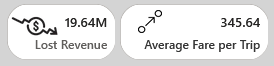 19.64M
Lost Revenue
345.64
Average Fare per Trip